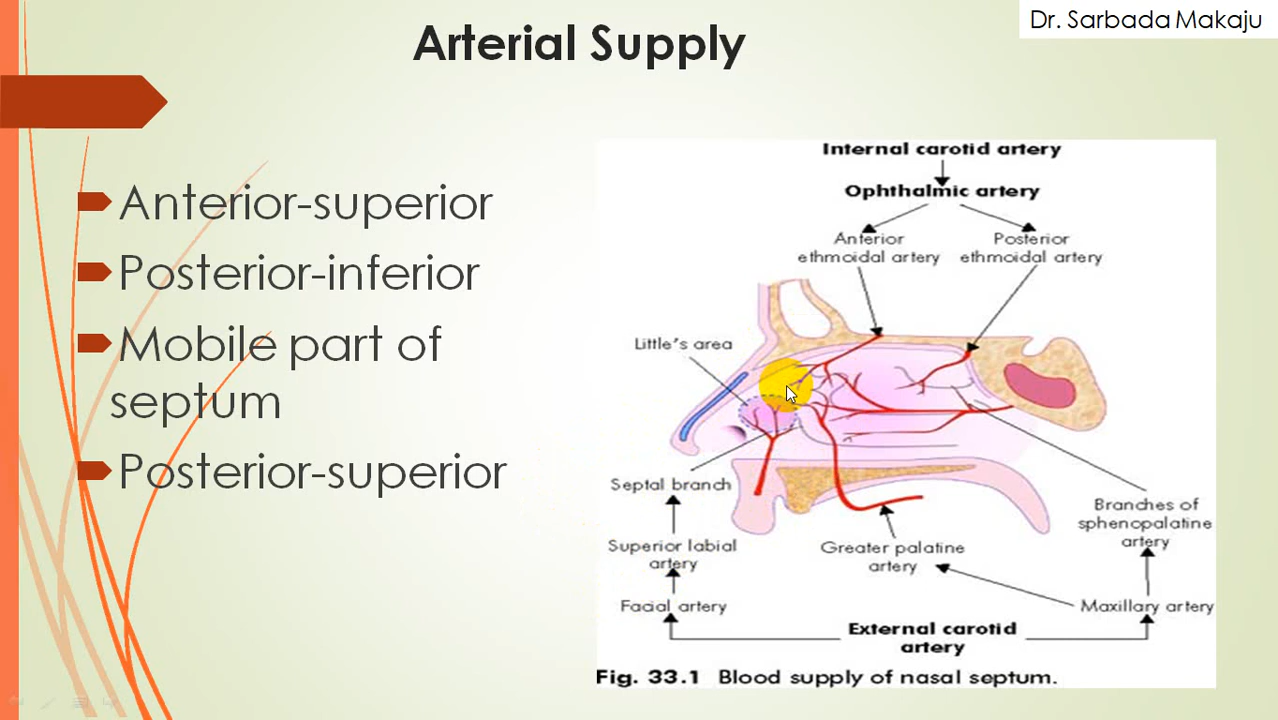 Arterial Supply
Dr. Sarbada Makaju
Anterior-superior
Posterior-inferior
Mobile part of
septum
Posterior-superior
Internal carotid artery
Ophthalmic artery
Anterior
ethmoidal artery
Posterior
ethmoidal artery
Little's area
Septal branch
Superior labial
artery
Facial artery
Greater palatine
artery
Branches of
sphenopalatine
artery
Maxillary artery
External carotid
artery
Fig. 33.1 Blood supply of nasal septum.